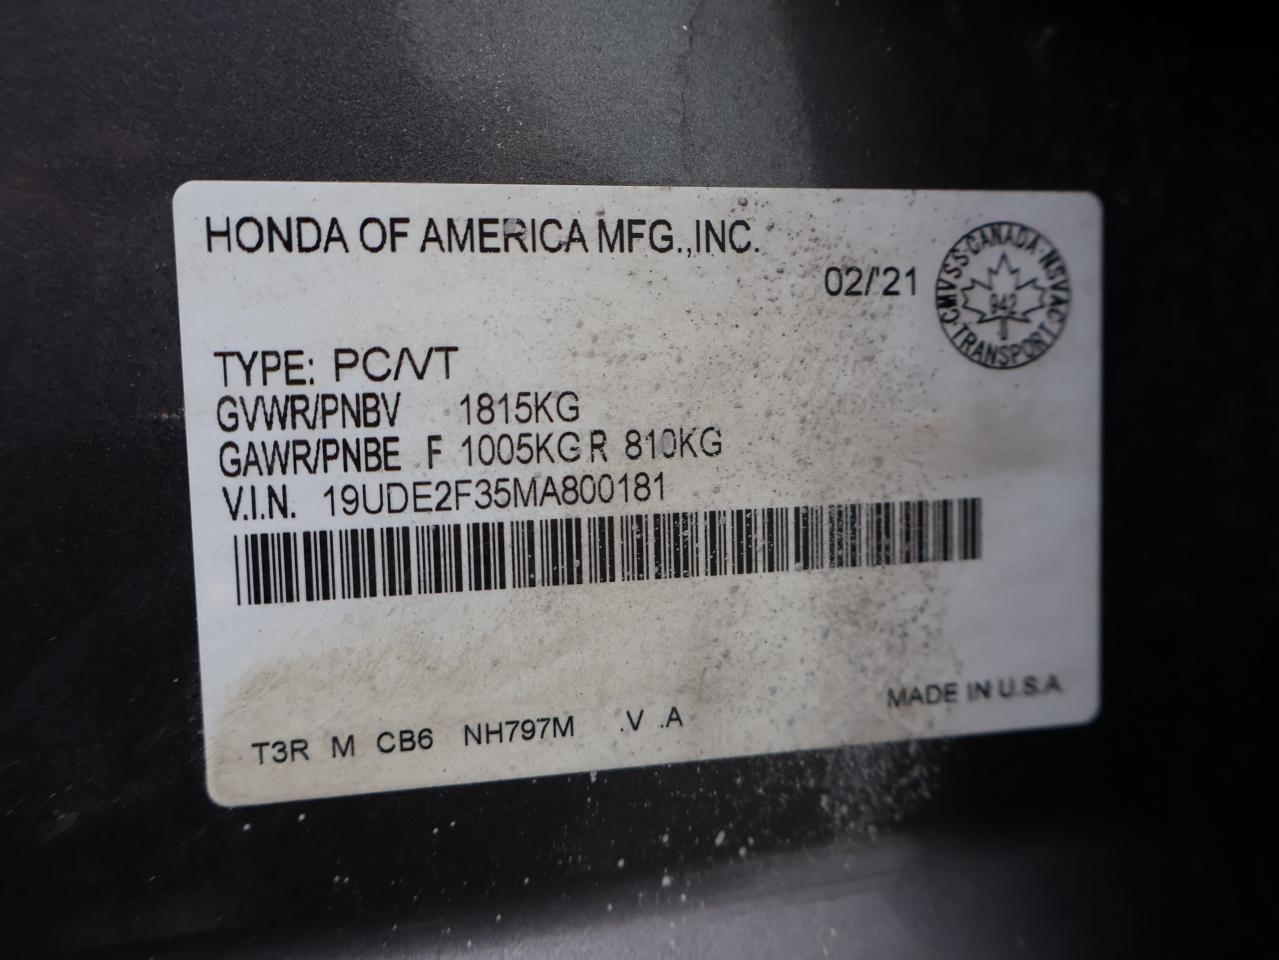 HONDA OF AMERICA MFG.,INC.
02/'21
CMVSS·CANADA·NSVAC·TRANSPORT
942
TYPE: PC/VT
GVWR/PNBV 1815KG
GAWR/PNBE F 1005KG R 810KG
V.I.N. 19UDE2F35MA800181
MADE IN U.S.A
T3R M CB6 NH797M .V .A